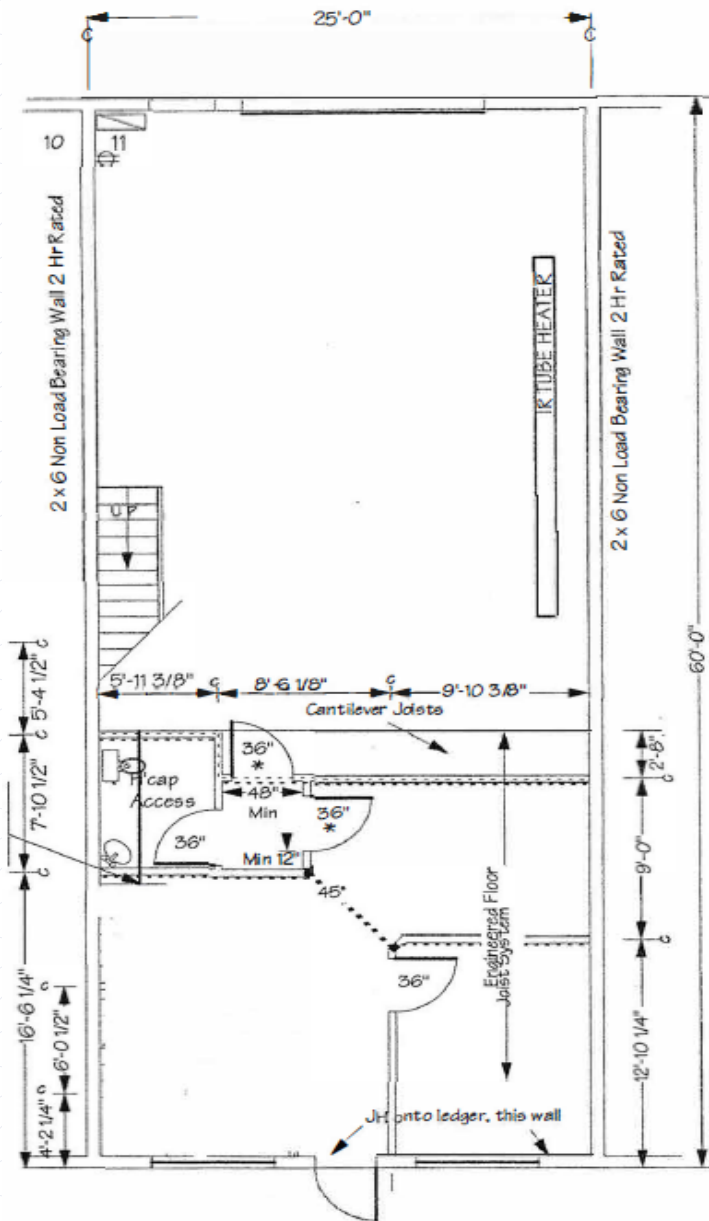 25'-0"
C
C
10
11
2 x 6 Non Load Bearing Wall 2 Hr Rated
IR TUBE HEATER
2 x 6 Non Load Bearing Wall 2 Hr Rated
60'-0"
UP
5'-4 1/2"
C
5'-11 3/8"
C
8'-6 1/8"
C
9'-10 3/8"
Cantilever Joists
C
36"
*
2'-8"
C
7'-10 1/2"
H'cap
Access
48"
Min
36"
*
36"
Min 12"
C
45°
9'-0"
Engineered Floor
Joist System
C
36"
16'-6 1/4"
C
6'-0 1/2"
C
12'-10 1/4"
4'-2 1/4"
JH onto ledger, this wall